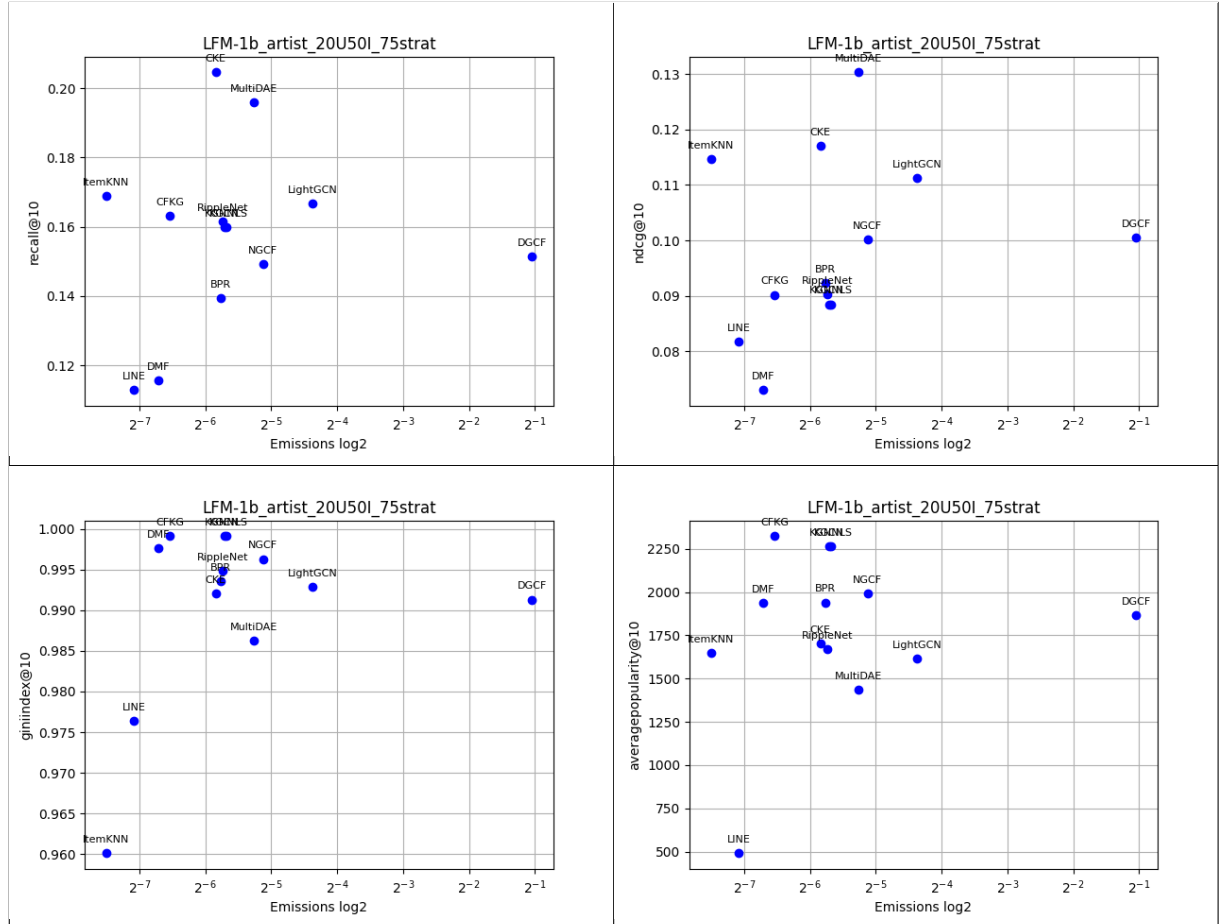 LFM-1b_artist_20U50I_75strat
CKE
0.20
MultiDAE
0.18
ItemKNN
LightGCN
CFKG
RippleNet
0.16
DGCF
NGCF
BPR
0.14
DMF
LINE
0.12
recall@10
2⁻⁷ 2⁻⁶ 2⁻⁵ 2⁻⁴ 2⁻³ 2⁻² 2⁻¹
Emissions log2
LFM-1b_artist_20U50I_75strat
MultiDAE
0.13
CKE
0.12
ItemKNN
LightGCN
0.11
DGCF
NGCF
0.10
BPR
CFKG
RippleNet
0.09
LINE
0.08
DMF
ndcg@10
2⁻⁷ 2⁻⁶ 2⁻⁵ 2⁻⁴ 2⁻³ 2⁻² 2⁻¹
Emissions log2
LFM-1b_artist_20U50I_75strat
1.000
CFKG
DMF
NGCF
RippleNet
0.995
BPR
CKE
LightGCN
DGCF
0.990
MultiDAE
0.985
0.980
LINE
0.975
0.970
0.965
ItemKNN
0.960
giniindex@10
2⁻⁷ 2⁻⁶ 2⁻⁵ 2⁻⁴ 2⁻³ 2⁻² 2⁻¹
Emissions log2
LFM-1b_artist_20U50I_75strat
CFKG
2250
NGCF
DMF
BPR
2000
DGCF
CKE
1750
ItemKNN
RippleNet
LightGCN
MultiDAE
1500
1250
1000
750
LINE
500
averagepopularity@10
2⁻⁷ 2⁻⁶ 2⁻⁵ 2⁻⁴ 2⁻³ 2⁻² 2⁻¹
Emissions log2